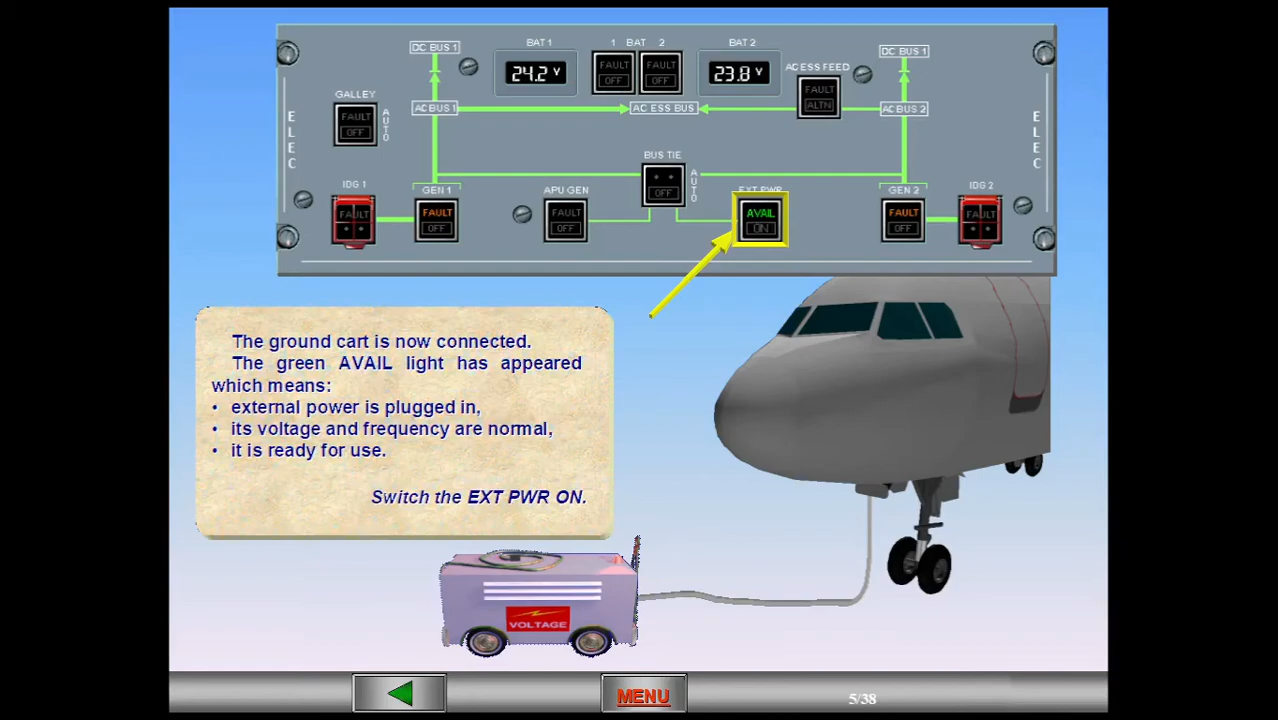 DC BUS 1
BAT 1
1 BAT 2
BAT 2
DC BUS 1
24.2 V
FAULT
OFF
FAULT
OFF
23.8 V
AC ESS FEED
FAULT
ALTN
GALLEY
FAULT
OFF
AUTO
AC BUS 1
AC ESS BUS
AC BUS 2
ELEC
ELEC
BUS TIE
OFF
AUTO
IDG 1
FAULT
GEN 1
FAULT
OFF
APU GEN
FAULT
OFF
EXT PWR
AVAIL
ON
GEN 2
FAULT
OFF
IDG 2
FAULT
The ground cart is now connected.
The green AVAIL light has appeared
which means:
• external power is plugged in,
• its voltage and frequency are normal,
• it is ready for use.
Switch the EXT PWR ON.
VOLTAGE
MENU
5/38